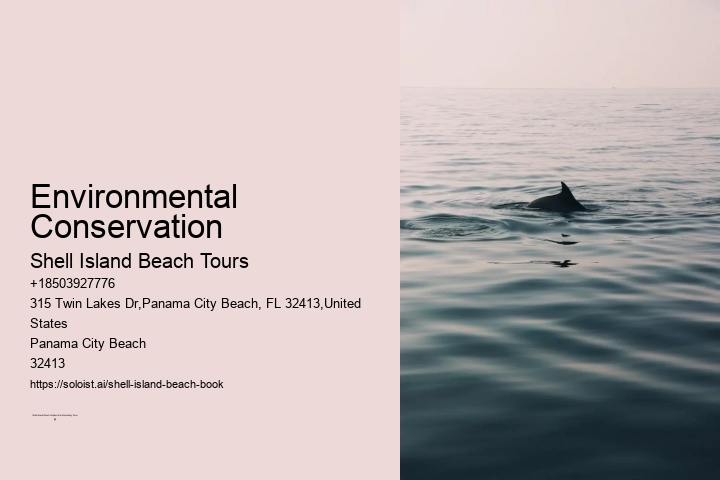 Environmental
Conservation
Shell Island Beach Tours
+18503927776
315 Twin Lakes Dr,Panama City Beach, FL 32413,United
States
Panama City Beach
32413
https://soloist.ai/shell-island-beach-book